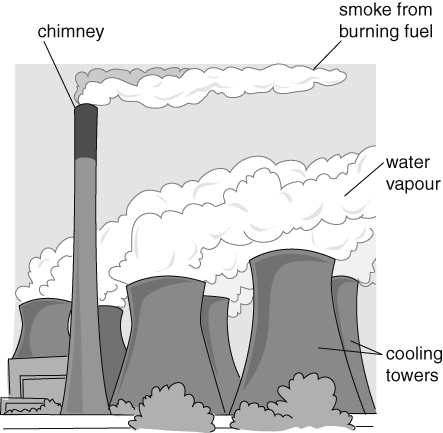 smoke from
burning fuel
chimney
water
vapour
cooling
towers